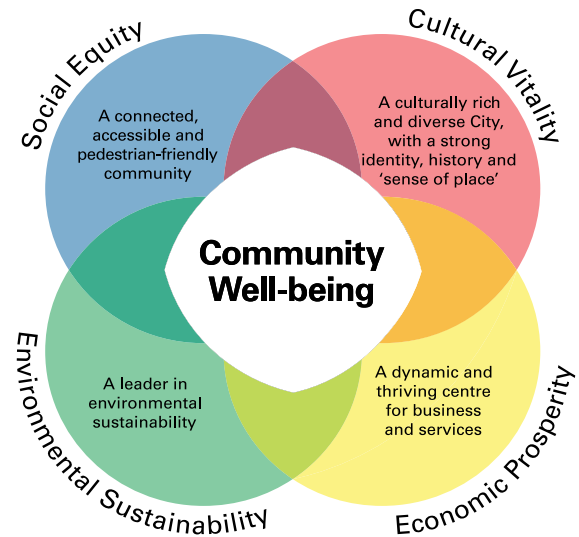 Social Equity
Cultural Vitality
A connected,
accessible and
pedestrian-friendly
community
A culturally rich
and diverse City,
with a strong
identity, history and
‘sense of place’
Community
Well-being
A leader in
environmental
sustainability
A dynamic and
thriving centre
for business
and services
Environmental Sustainability
Economic Prosperity